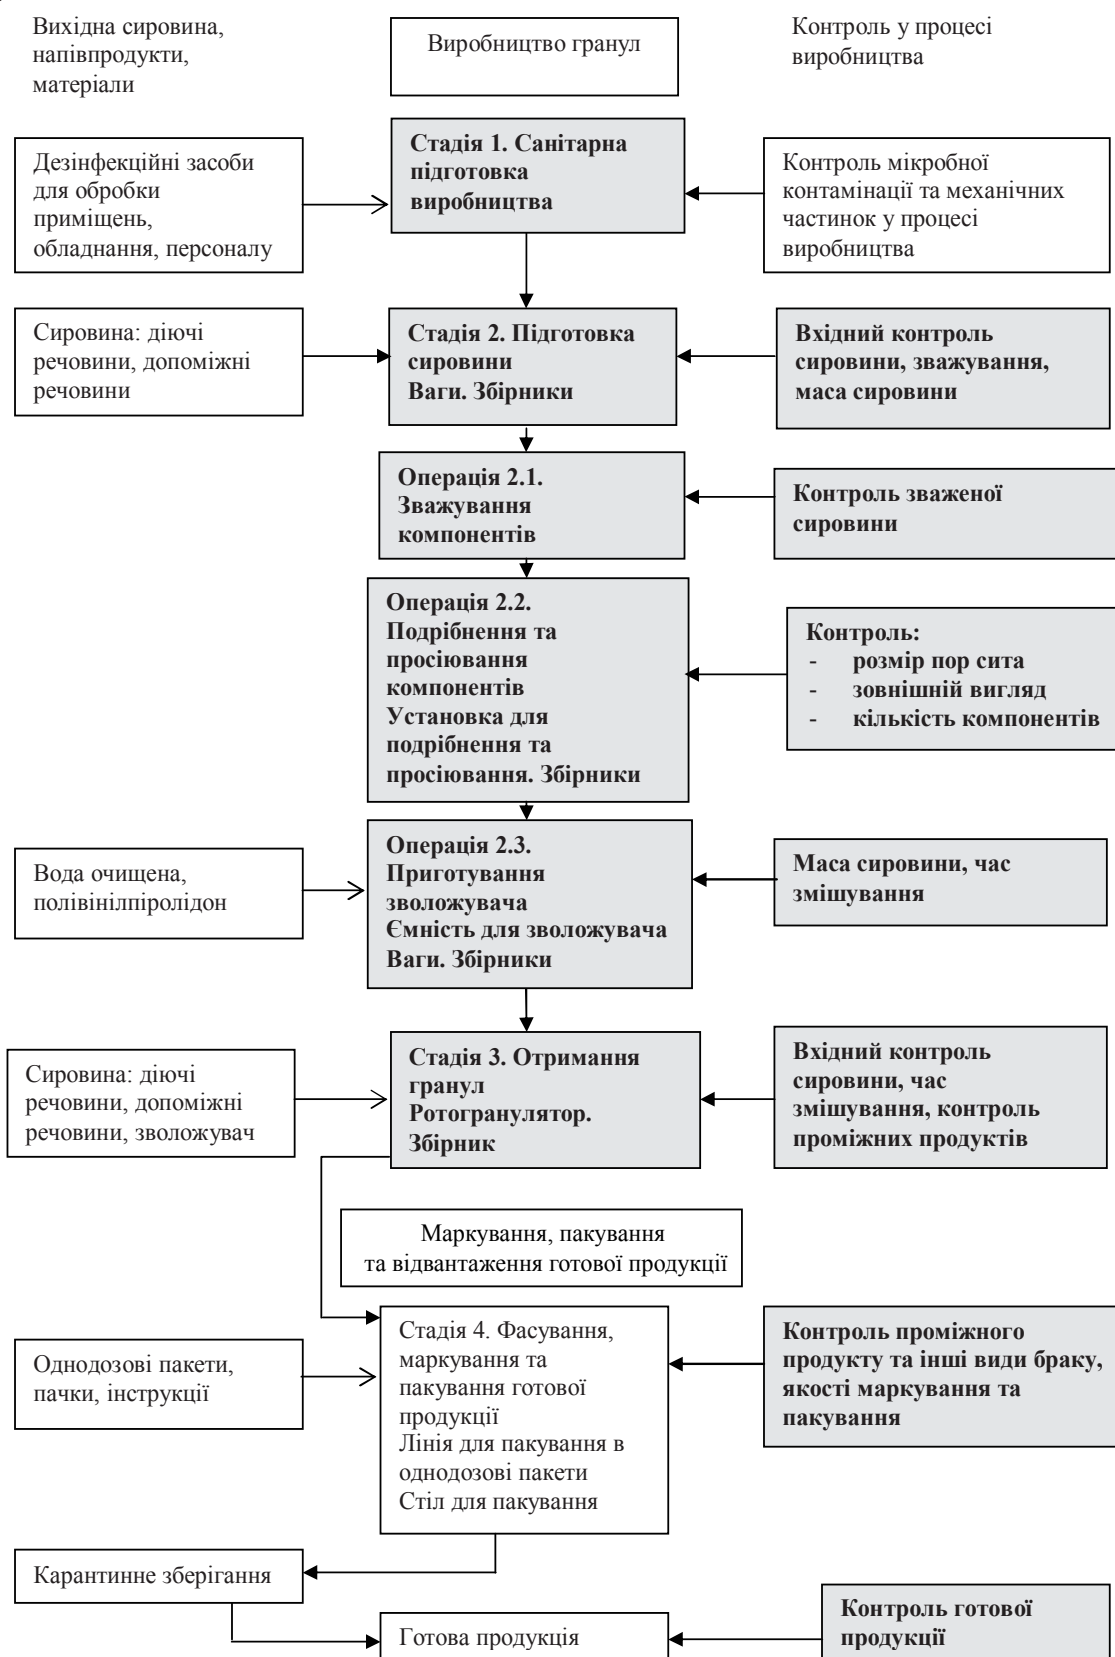 Вихідна сировина,
напівпродукти,
матеріали
Виробництво гранул
Контроль у процесі
виробництва
Дезінфекційні засоби
для обробки
приміщень,
обладнання, персоналу
Стадія 1. Санітарна
підготовка
виробництва
Контроль мікробної
контамінації та механічних
частинок у процесі
виробництва
Сировина: діючі
речовини, допоміжні
речовини
Стадія 2. Підготовка
сировини
Ваги. Збірники
Вхідний контроль
сировини, зважування,
маса сировини
Операція 2.1.
Зважування
компонентів
Контроль зваженої
сировини
Операція 2.2.
Подрібнення та
просіювання
компонентів
Установка для
подрібнення та
просіювання. Збірники
Контроль:
- розмір пор сита
- зовнішній вигляд
- кількість компонентів
Вода очищена,
полівінілпіролідон
Операція 2.3.
Приготування
зволожувача
Ємність для зволожувача
Ваги. Збірники
Маса сировини, час
змішування
Сировина: діючі
речовини, допоміжні
речовини, зволожувач
Стадія 3. Отримання
гранул
Ротогранулятор.
Збірник
Вхідний контроль
сировини, час
змішування, контроль
проміжних продуктів
Маркування, пакування
та відвантаження готової продукції
Однодозові пакети,
пачки, інструкції
Стадія 4. Фасування,
маркування та
пакування готової
продукції
Лінія для пакування в
однодозові пакети
Стіл для пакування
Контроль проміжного
продукту та інші види браку,
якості маркування та
пакування
Карантинне зберігання
Готова продукція
Контроль готової
продукції